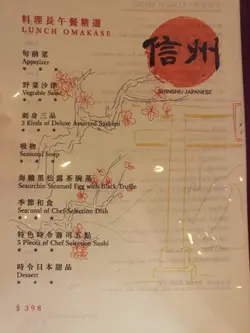 料理長午餐精選
LUNCH OMAKASE
信州
SHINSHU JAPANESE
旬前菜
Appetizer
* * *
野菜沙律
Vegetable Salad
* * *
刺身三品
3 Kinds of Deluxe Assorted Sashimi
* * *
吸物
Seasonal Soup
* * *
海膽黑松露茶碗蒸
Seaurchin Steamed Egg with Black Truffle
* * *
季節和食
Seasonal of Chef Selection Dish
* * *
特色時令壽司五點
5 Pieces of Chef Selection Sushi
* * *
時令日本甜品
Dessert
$ 398